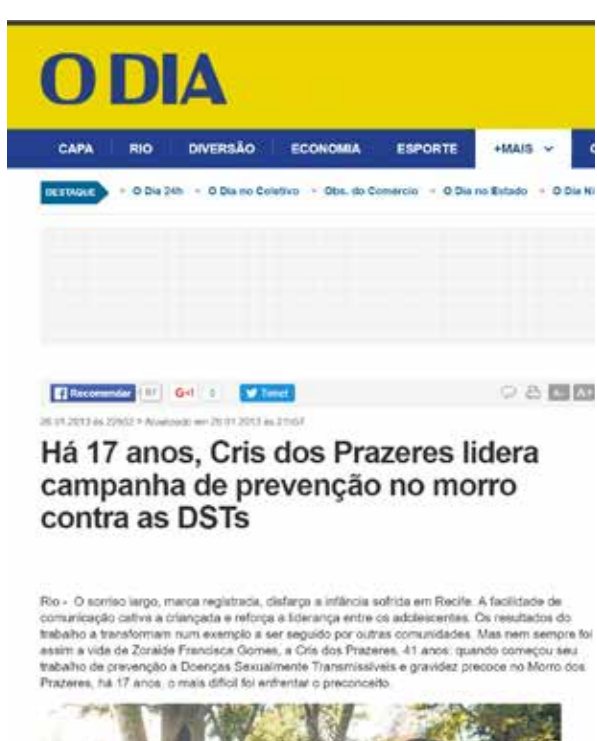 O DIA
CAPA RIO DIVERSÃO ECONOMIA ESPORTE +MAIS
DESTAQUE O Dia 24h O Dia no Coletivo Obs. do Comércio O Dia no Estado O Dia
Recomendar G+1 0 Tweet A- A+
Há 17 anos, Cris dos Prazeres lidera
campanha de prevenção no morro
contra as DSTs
Rio - O sorriso largo, marca registrada, disfarça a infância sofrida em Recife. A facilidade de
comunicação cativa a criançada e reforça a liderança entre os adolescentes. Os resultados do
trabalho a transformam num exemplo a ser seguido por outras comunidades. Mas nem sempre foi
assim a vida de Zoraide Francisca Gomes, a Cris dos Prazeres, 41 anos: quando começou seu
trabalho de prevenção a Doenças Sexualmente Transmissíveis e gravidez precoce no Morro dos
Prazeres, há 17 anos, o mais difícil foi enfrentar o preconceito.